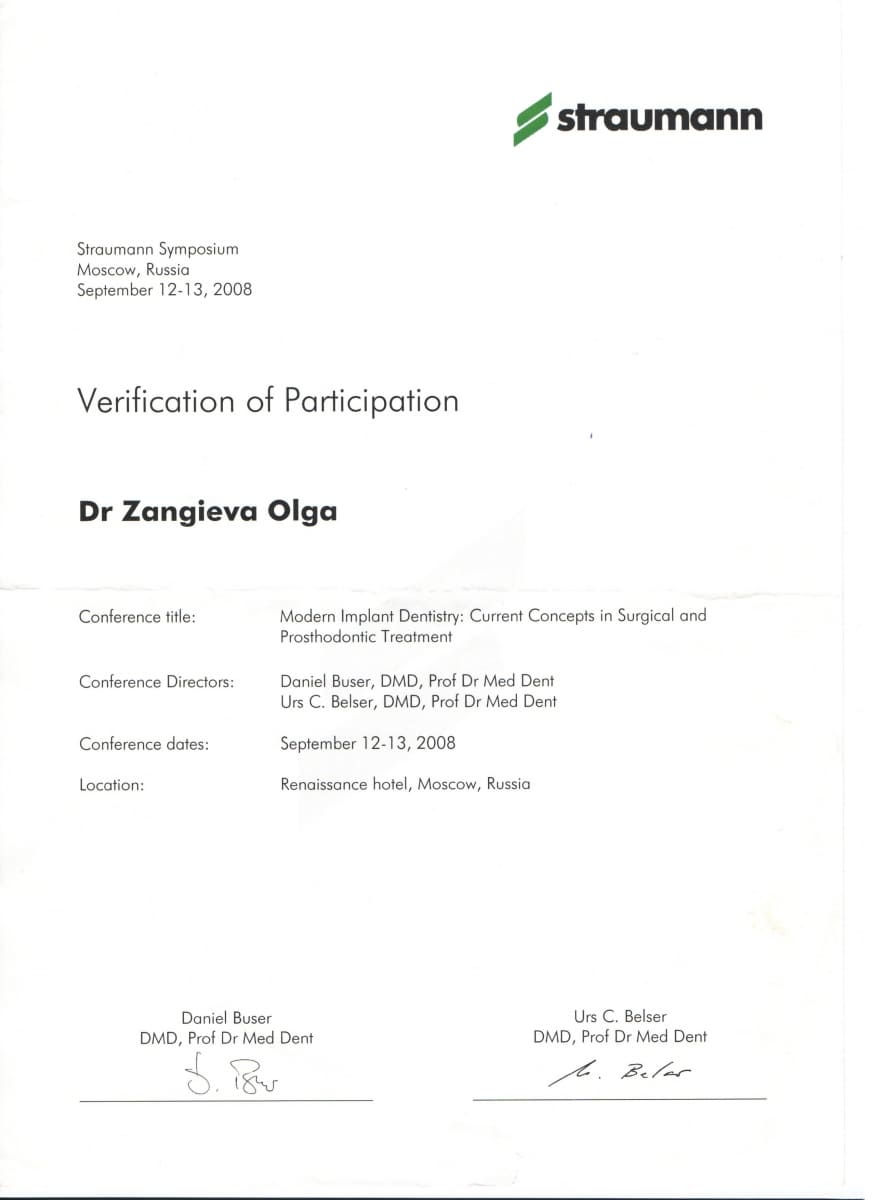 straumann
Straumann Symposium
Moscow, Russia
September 12-13, 2008
Verification of Participation
Dr Zangieva Olga
Conference title: Modern Implant Dentistry: Current Concepts in Surgical and
Prosthodontic Treatment
Conference Directors: Daniel Buser, DMD, Prof Dr Med Dent
Urs C. Belser, DMD, Prof Dr Med Dent
Conference dates: September 12-13, 2008
Location: Renaissance hotel, Moscow, Russia
Daniel Buser
DMD, Prof Dr Med Dent
Urs C. Belser
DMD, Prof Dr Med Dent